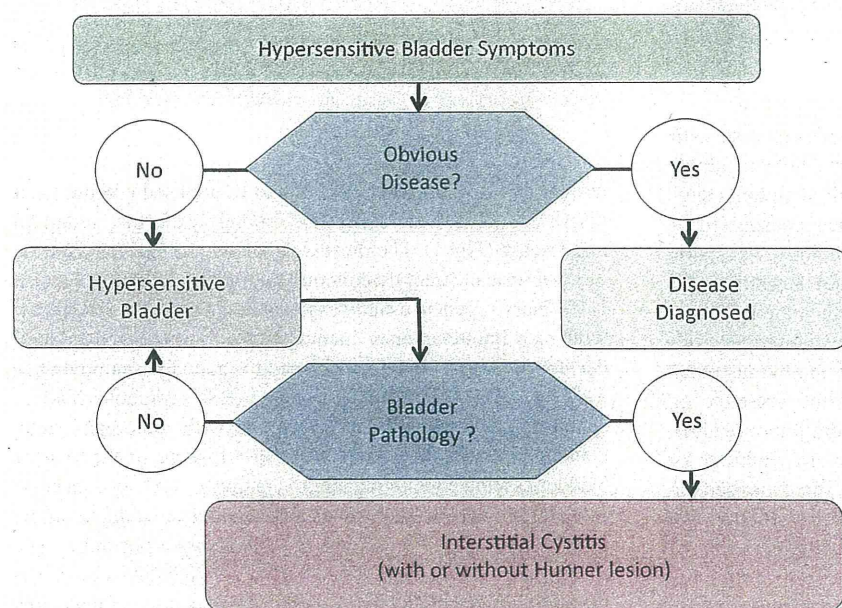 Hypersensitive Bladder Symptoms
Obvious
Disease?
No
Yes
Hypersensitive
Bladder
Disease
Diagnosed
Bladder
Pathology ?
No
Yes
Interstitial Cystitis
(with or without Hunner lesion)